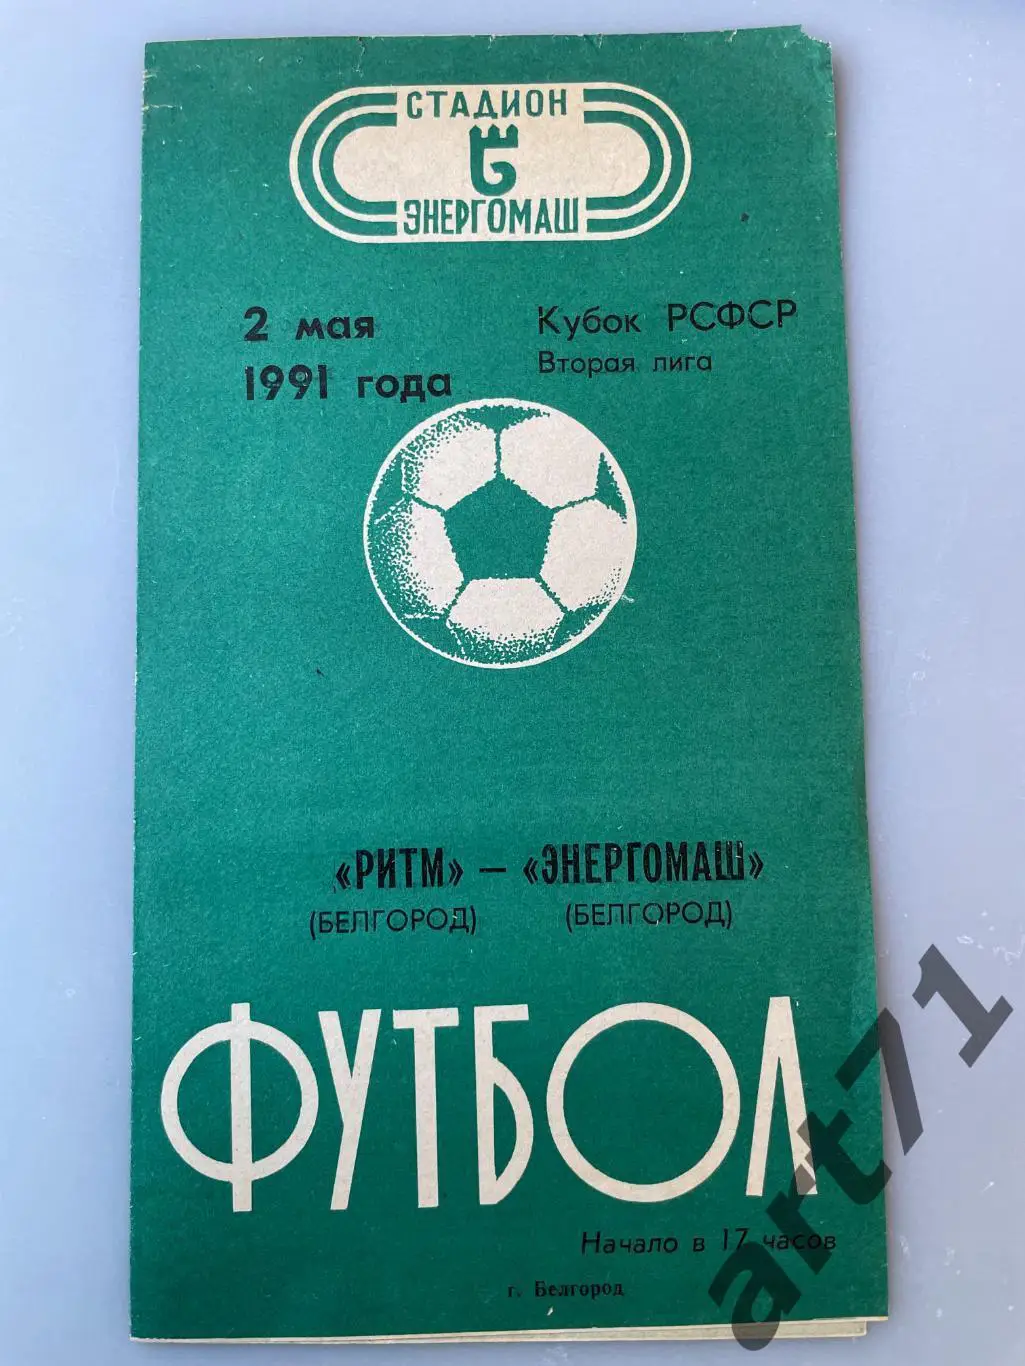 СТАДИОН
ЭНЕРГОМАШ
2 мая
1991 года
Кубок РСФСР
Вторая лига
«РИТМ» — «ЭНЕРГОМАШ»
(БЕЛГОРОД) (БЕЛГОРОД)
ФУТБОЛ
Начало в 17 часов
г. Белгород
art71